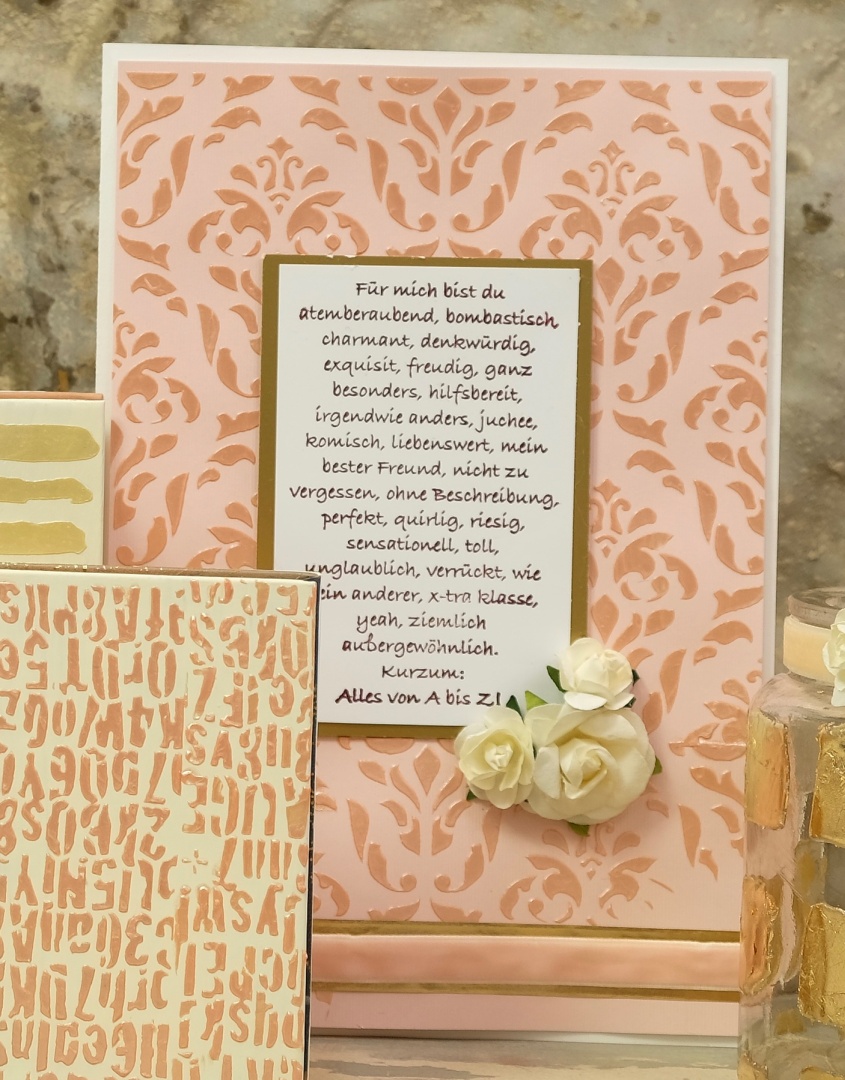 Für mich bist du
atemberaubend, bombastisch,
charmant, denkwürdig,
exquisit, freudig, ganz
besonders, hilfsbereit,
irgendwie anders, juchee,
komisch, liebenswert, mein
bester Freund, nicht zu
vergessen, ohne Beschreibung,
perfekt, quirlig, riesig,
sensationell, toll,
unglaublich, verrückt, wie
ein anderer, x-tra klasse,
yeah, ziemlich
außergewöhnlich.
Kurzum:
Alles von A bis Z!